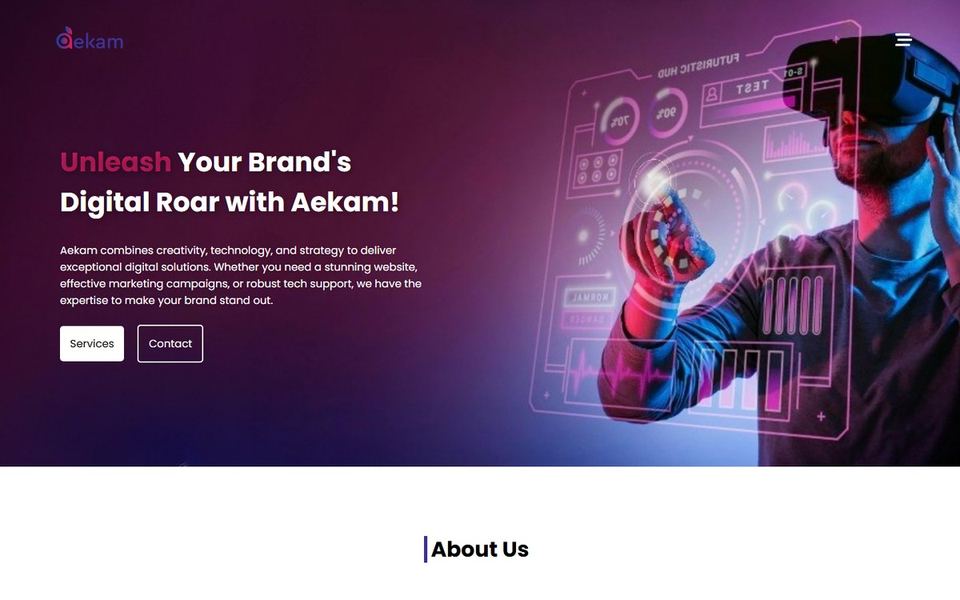 aekam
FUTURISTIC HUD
S-01
TEST
70%
90%
Unleash Your Brand's
Digital Roar with Aekam!
Aekam combines creativity, technology, and strategy to deliver
exceptional digital solutions. Whether you need a stunning website,
effective marketing campaigns, or robust tech support, we have the
expertise to make your brand stand out.
NORMAL
DANGER
Services
Contact
About Us